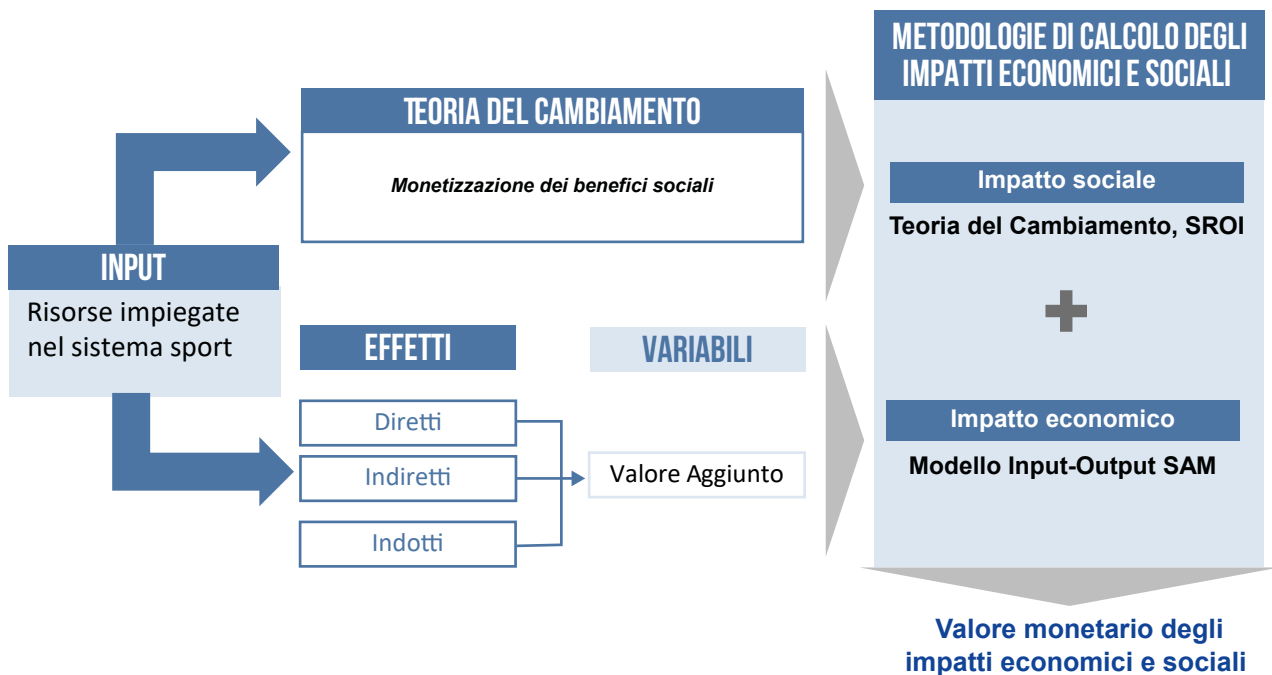 TEORIA DEL CAMBIAMENTO
Monetizzazione dei benefici sociali
INPUT
Risorse impiegate
nel sistema sport
EFFETTI
VARIABILI
Diretti
Indiretti
Indotti
Valore Aggiunto
METODOLOGIE DI CALCOLO DEGLI
IMPATTI ECONOMICI E SOCIALI
Impatto sociale
Teoria del Cambiamento, SROI
Impatto economico
Modello Input-Output SAM
Valore monetario degli
impatti economici e sociali